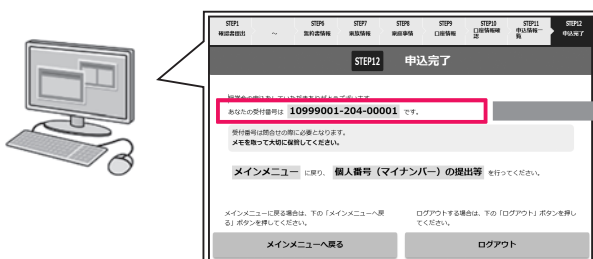 STEP1 STEP6 STEP7 STEP8 STEP9 STEP10 STEP11 STEP12
確認書提出 ～ 誓約書情報 家族情報 家庭事情 口座情報 口座情報確認 申込情報一覧 申込完了
STEP12 申込完了
あなたの受付番号は 10999001-204-00001 です。
受付番号は問合せの際に必要となります。
メモを取って大切に保管してください。
メインメニュー に戻り、 個人番号（マイナンバー）の提出等 を行ってください。
メインメニューに戻る場合は、下の「メインメニューへ戻る」ボタンを押してください。
ログアウトする場合は、下の「ログアウト」ボタンを押してください。
メインメニューへ戻る ログアウト